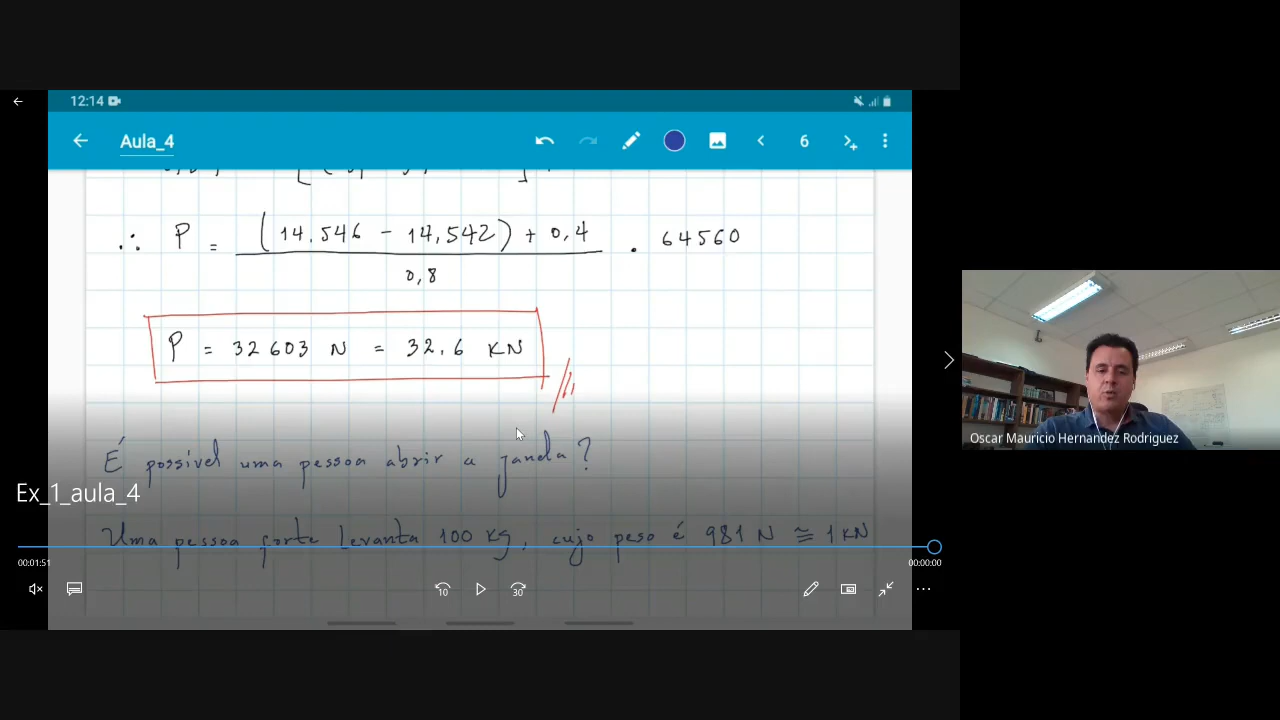 12:14
Aula_4
6
∴ P = (14.546 - 14,542) + 0,4 / 0,8 . 64560
P = 32603 N = 32.6 KN
É possível uma pessoa abrir a janela?
Ex_1_aula_4
Uma pessoa forte levanta 100 kg, cujo peso é 981 N ≅ 1 KN
00:01:51
00:00:00
10
30
Oscar Mauricio Hernandez Rodriguez